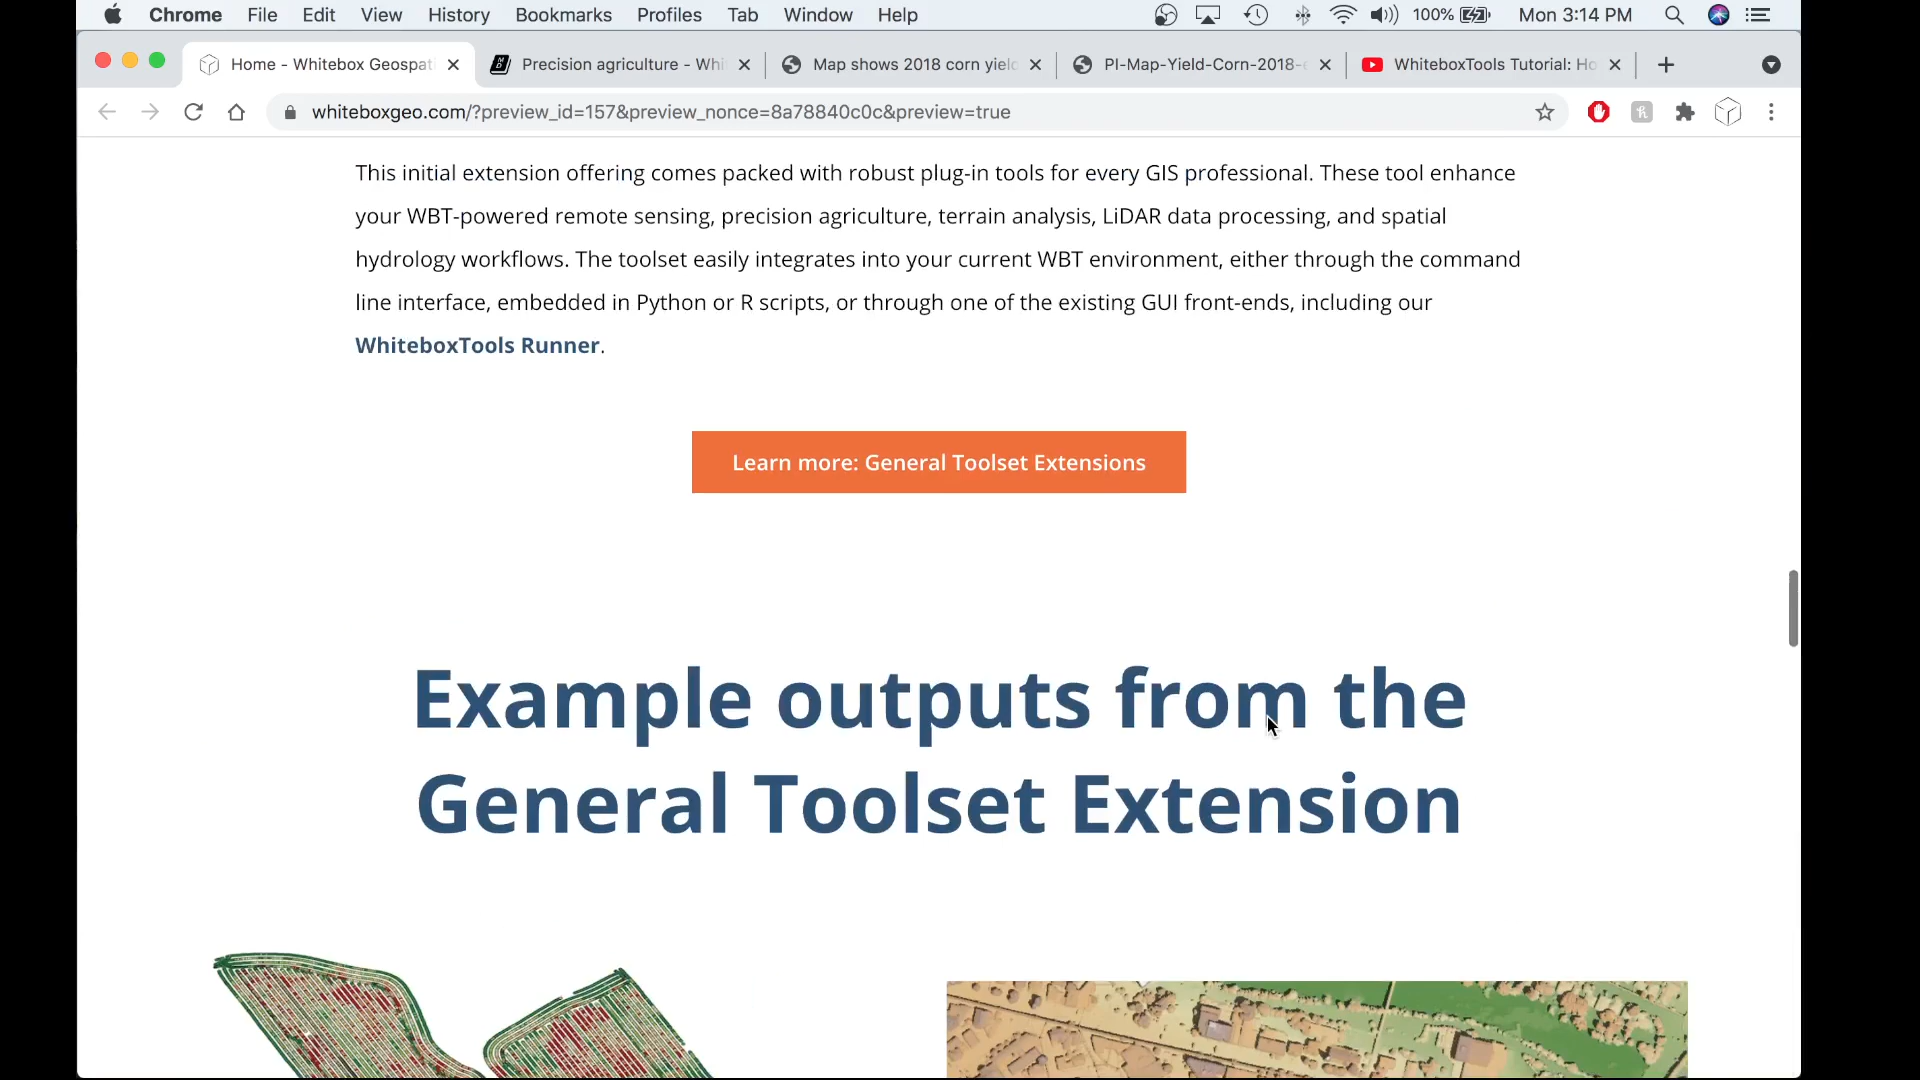 Chrome File Edit View History Bookmarks Profiles Tab Window Help 100% Mon 3:14 PM
Home - Whitebox Geospati Precision agriculture - Whi Map shows 2018 corn yiel PI-Map-Yield-Corn-2018- WhiteboxTools Tutorial: Ho
whiteboxgeo.com/?preview_id=157&preview_nonce=8a78840c0c&preview=true
This initial extension offering comes packed with robust plug-in tools for every GIS professional. These tool enhance
your WBT-powered remote sensing, precision agriculture, terrain analysis, LiDAR data processing, and spatial
hydrology workflows. The toolset easily integrates into your current WBT environment, either through the command
line interface, embedded in Python or R scripts, or through one of the existing GUI front-ends, including our
WhiteboxTools Runner.
Learn more: General Toolset Extensions
Example outputs from the
General Toolset Extension